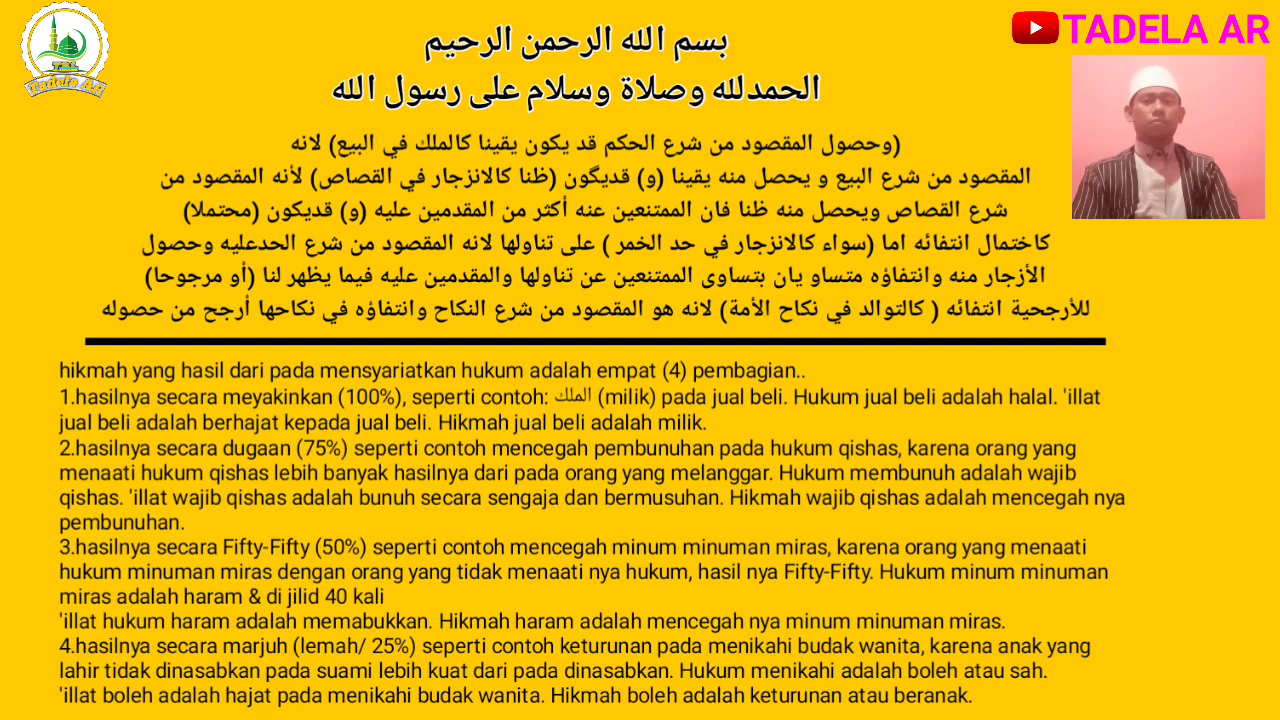 TADELA AR
Tadela AR
بسم الله الرحمن الرحيم
الحمدلله وصلاة وسلام على رسول الله
(وحصول المقصود من شرع الحكم قد يكون يقينا كالملك في البيع) لانه
المقصود من شرع البيع و يحصل منه يقينا (و) قديگون (ظنا كالانزجار في القصاص) لأنه المقصود من
شرع القصاص ويحصل منه ظنا فان الممتنعين عنه أكثر من المقدمين عليه (و) قديكون (محتملا)
كاختمال انتفائه اما (سواء كالانزجار في حد الخمر ) على تناولها لانه المقصود من شرع الحدعليه وحصول
الأزجار منه وانتفاؤه متساو يان بتساوى الممتنعين عن تناولها والمقدمين عليه فيما يظهر لنا (أو مرجوحا)
للأرجحية انتفائه ( كالتوالد في نكاح الأمة) لانه هو المقصود من شرع النكاح وانتفاؤه في نكاحها أرجح من حصوله
hikmah yang hasil dari pada mensyariatkan hukum adalah empat (4) pembagian..
1.hasilnya secara meyakinkan (100%), seperti contoh: الملك (milik) pada jual beli. Hukum jual beli adalah halal. 'illat
jual beli adalah berhajat kepada jual beli. Hikmah jual beli adalah milik.
2.hasilnya secara dugaan (75%) seperti contoh mencegah pembunuhan pada hukum qishas, karena orang yang
menaati hukum qishas lebih banyak hasilnya dari pada orang yang melanggar. Hukum membunuh adalah wajib
qishas. 'illat wajib qishas adalah bunuh secara sengaja dan bermusuhan. Hikmah wajib qishas adalah mencegah nya
pembunuhan.
3.hasilnya secara Fifty-Fifty (50%) seperti contoh mencegah minum minuman miras, karena orang yang menaati
hukum minuman miras dengan orang yang tidak menaati nya hukum, hasil nya Fifty-Fifty. Hukum minum minuman
miras adalah haram & di jilid 40 kali
'illat hukum haram adalah memabukkan. Hikmah haram adalah mencegah nya minum minuman miras.
4.hasilnya secara marjuh (lemah/ 25%) seperti contoh keturunan pada menikahi budak wanita, karena anak yang
lahir tidak dinasabkan pada suami lebih kuat dari pada dinasabkan. Hukum menikahi adalah boleh atau sah.
'illat boleh adalah hajat pada menikahi budak wanita. Hikmah boleh adalah keturunan atau beranak.